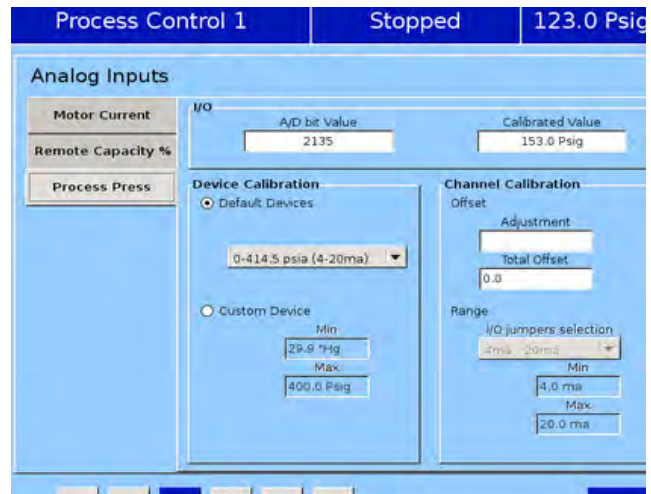 Process Control 1 Stopped 123.0 Psig
Analog Inputs
Motor Current
Remote Capacity %
Process Press
I/O
A/D bit Value Calibrated Value
2135 153.0 Psig
Device Calibration
Default Devices
0-414.5 psia (4-20ma)
Custom Device
Min
29.9 "Hg
Max
400.0 Psig
Channel Calibration
Offset
Adjustment
Total Offset
0.0
Range
I/O jumpers selection
4ma - 20ma
Min
4.0 ma
Max
20.0 ma